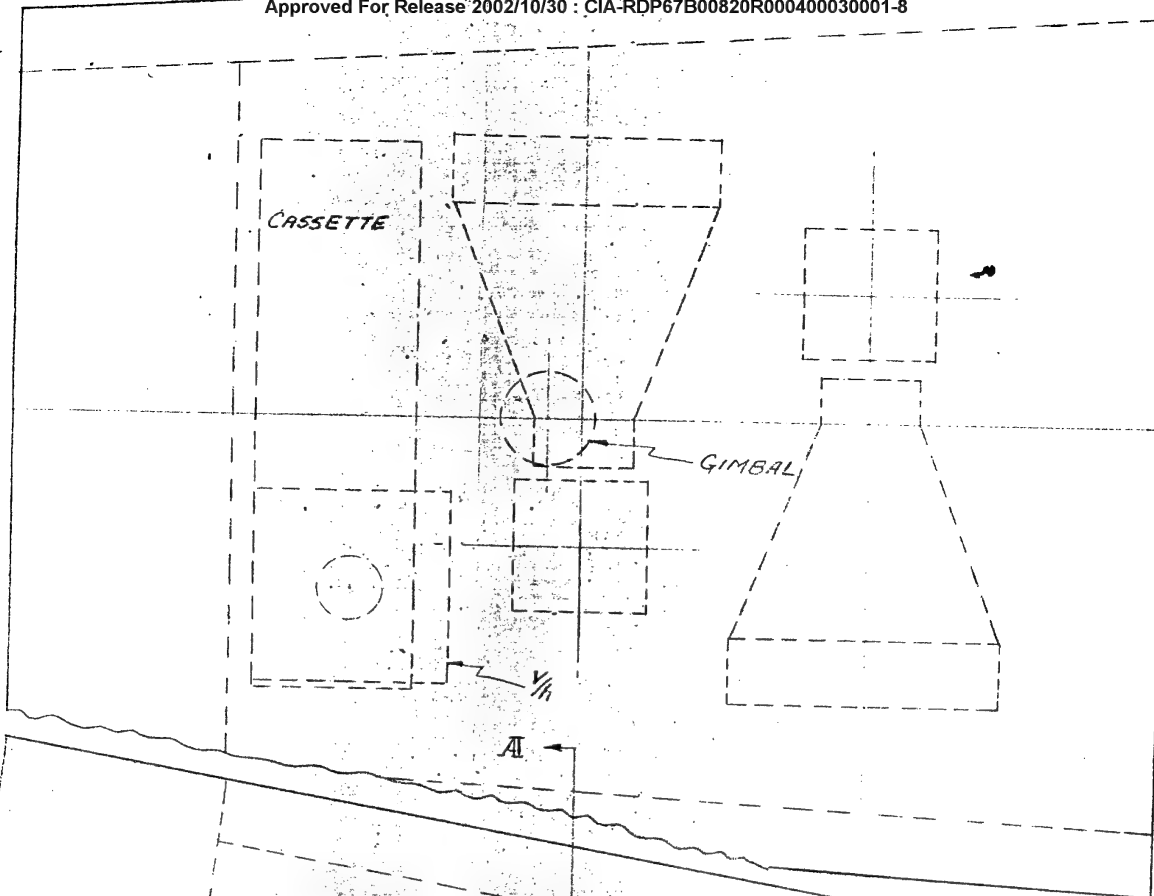 Approved For Release 2002/10/30 : CIA-RDP67B00820R000400030001-8
CASSETTE
GIMBAL
V/h